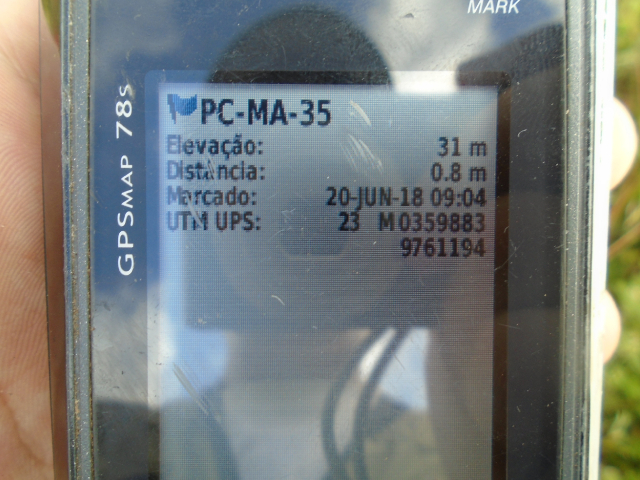 MARK
GPSMAP 78s
PC-MA-35
Elevação: 31 m
Distância: 0.8 m
Marcado: 20-JUN-18 09:04
UTM UPS: 23 M 0359883
9761194